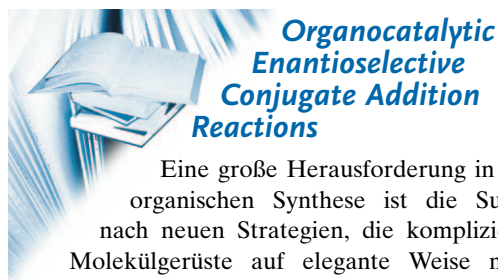 Organocatalytic
Enantioselective
Conjugate Addition
Reactions
Eine große Herausforderung in
organischen Synthese ist die
nach neuen Strategien, die
Molekülgerüste auf elegante Weise